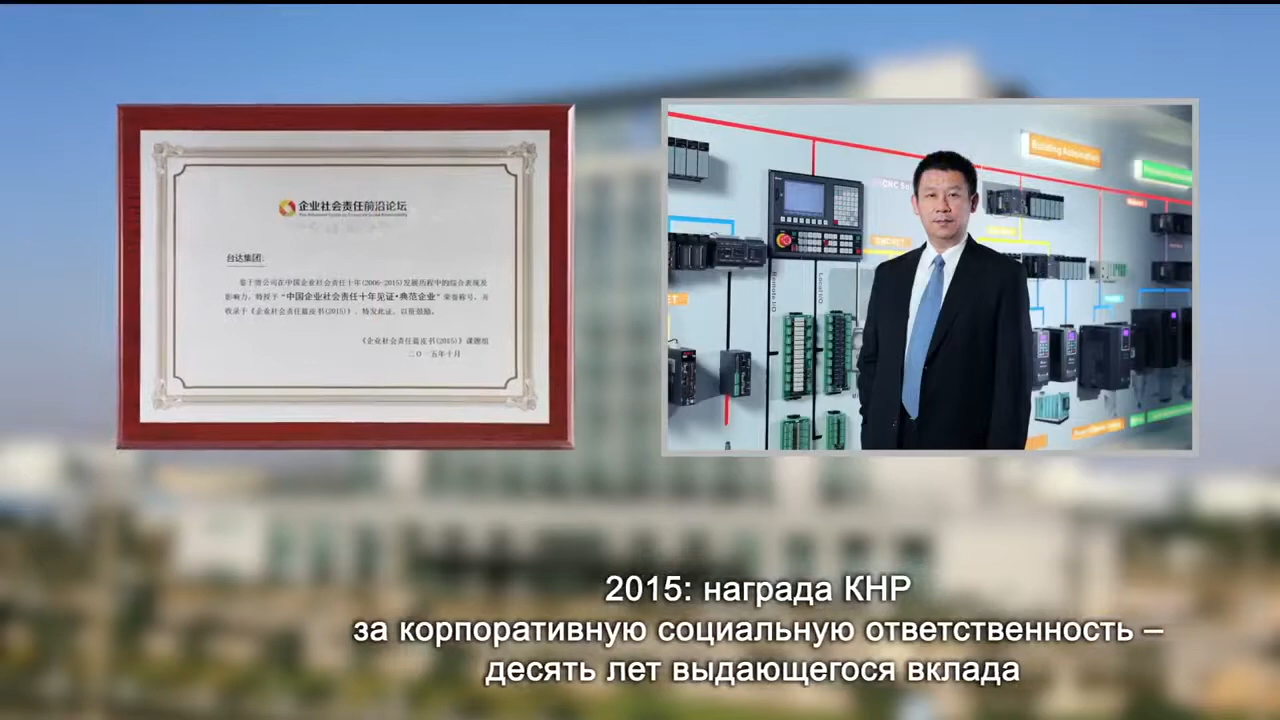 企业社会责任前沿论坛
台达集团:
鉴于贵公司在中国企业社会责任十年(2006-2015)发展历程中的综合表现及
影响力，特授予“中国企业社会责任十年见证·典范企业”荣誉称号，并
收录于《企业社会责任蓝皮书(2015)》。特发此证，以资鼓励。
《企业社会责任蓝皮书(2015)》课题组
二〇一五年十月
Building Automation
CNC
Remote I/O
Local I/O
2015: награда КНР
за корпоративную социальную ответственность –
десять лет выдающегося вклада